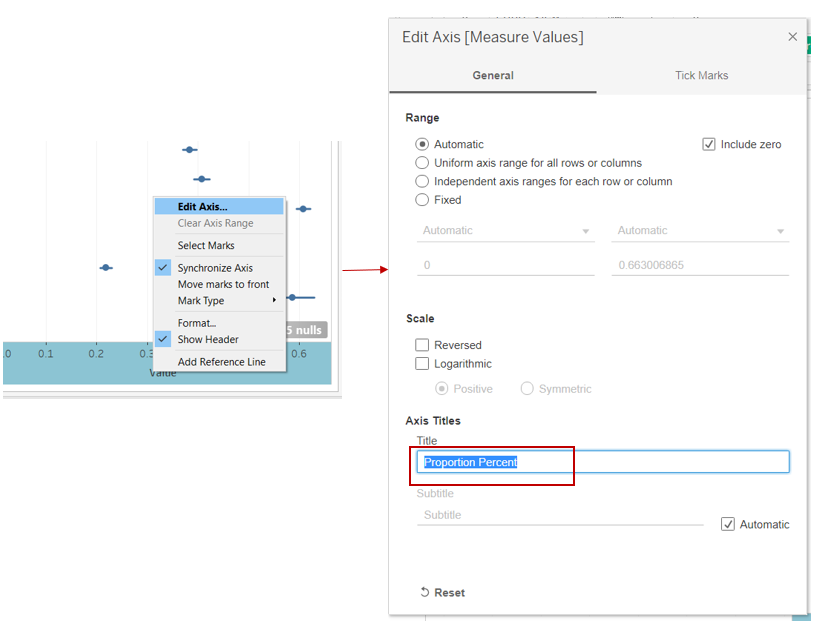 Edit Axis...
Clear Axis Range
Select Marks
Synchronize Axis
Move marks to front
Mark Type
Format...
Show Header
Add Reference Line
5 nulls
.0 0.1 0.2 0.3 0.6
Value
Edit Axis [Measure Values]
General Tick Marks
Range
Automatic Include zero
Uniform axis range for all rows or columns
Independent axis ranges for each row or column
Fixed
Automatic Automatic
0 0.663006865
Scale
Reversed
Logarithmic
Positive Symmetric
Axis Titles
Title
Proportion Percent
Subtitle
Subtitle
Automatic
Reset